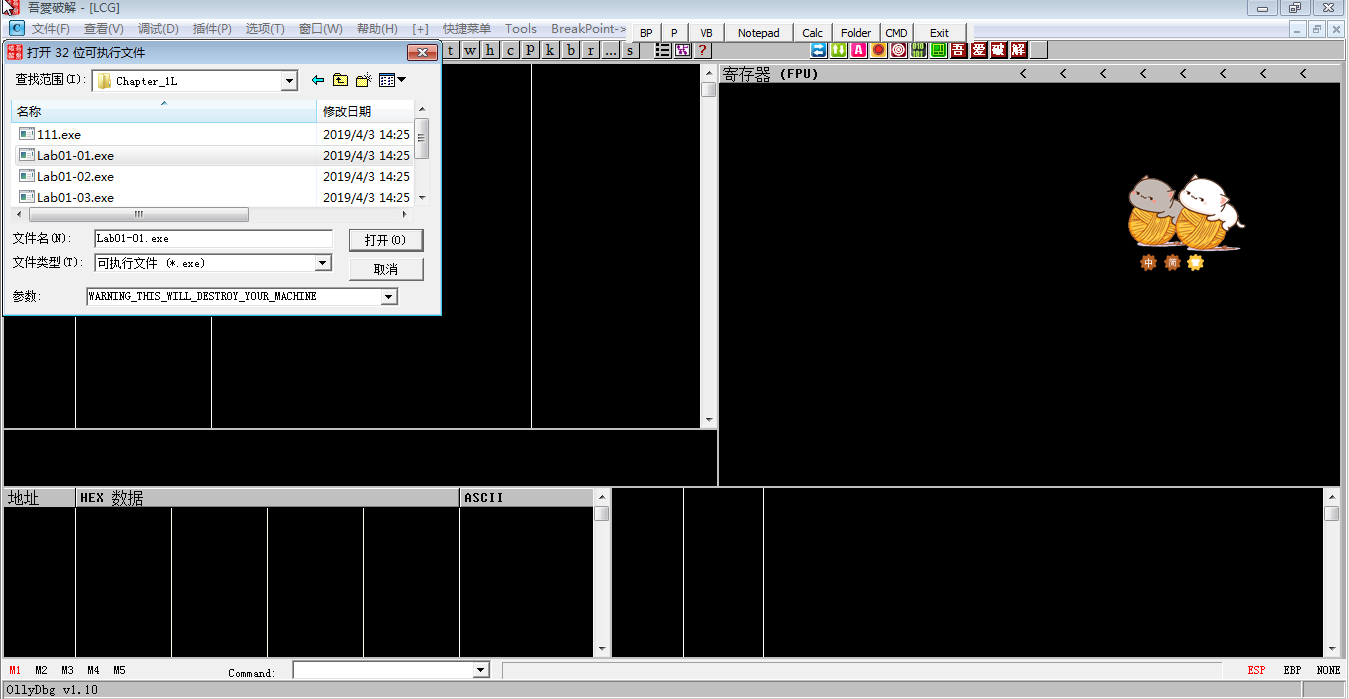 吾愛破解 - [LCG]
C 文件(F) 查看(V) 调试(D) 插件(P) 选项(T) 窗口(W) 帮助(H) [+] 快捷菜单 Tools BreakPoint-> BP P VB Notepad Calc Folder CMD Exit
打开 32 位可执行文件
t w h c P k b r ... s ? A 吾 爱 破 解
查找范围(I): Chapter_1L
寄存器 (FPU) < < < < < < < <
名称 修改日期
111.exe 2019/4/3 14:25
Lab01-01.exe 2019/4/3 14:25
Lab01-02.exe 2019/4/3 14:25
Lab01-03.exe 2019/4/3 14:25
文件名(N): Lab01-01.exe 打开(O)
文件类型(T): 可执行文件 (*.exe) 取消
参数: WARNING_THIS_WILL_DESTROY_YOUR_MACHINE
中 简
地址 HEX 数据 ASCII
M1 M2 M3 M4 M5 Command: ESP EBP NONE
OllyDbg v1.10